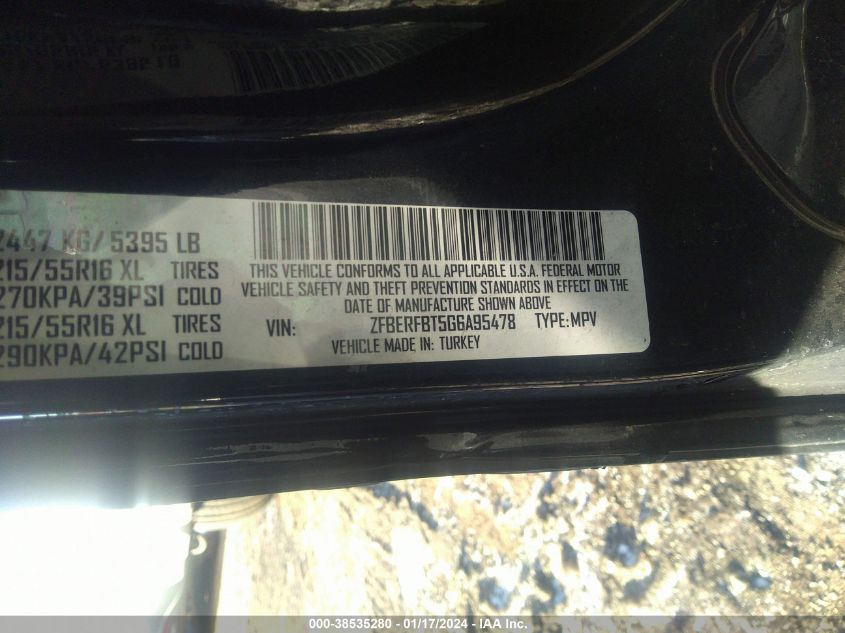 2447 KG/ 5395 LB
215/55R16 XL TIRES
270KPA/39PSI COLD
215/55R16 XL TIRES
290KPA/42PSI COLD
THIS VEHICLE CONFORMS TO ALL APPLICABLE U.S.A. FEDERAL MOTOR
VEHICLE SAFETY AND THEFT PREVENTION STANDARDS IN EFFECT ON THE
DATE OF MANUFACTURE SHOWN ABOVE
VIN: ZFBERFBT5G6A95478 TYPE:MPV
VEHICLE MADE IN: TURKEY
000-38535280 - 01/17/2024 - IAA Inc.